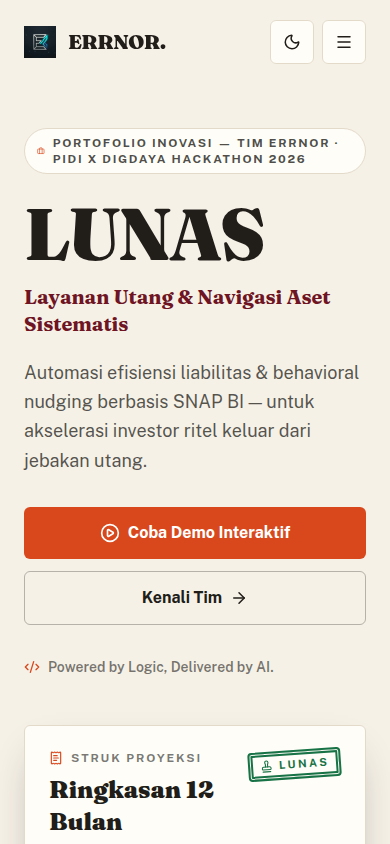 ERRNOR.
PORTOFOLIO INOVASI — TIM ERRNOR ·
PIDI X DIGDAYA HACKATHON 2026
LUNAS
Layanan Utang & Navigasi Aset
Sistematis
Automasi efisiensi liabilitas & behavioral
nudging berbasis SNAP BI — untuk
akselerasi investor ritel keluar dari
jebakan utang.
Coba Demo Interaktif
Kenali Tim
Powered by Logic, Delivered by AI.
STRUK PROYEKSI
LUNAS
Ringkasan 12
Bulan